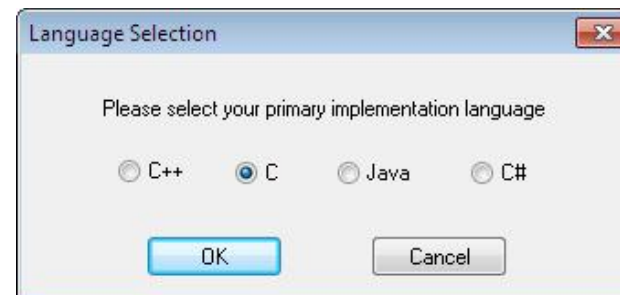 Language Selection
Please select your primary implementation language
C++ C Java C#
OK Cancel